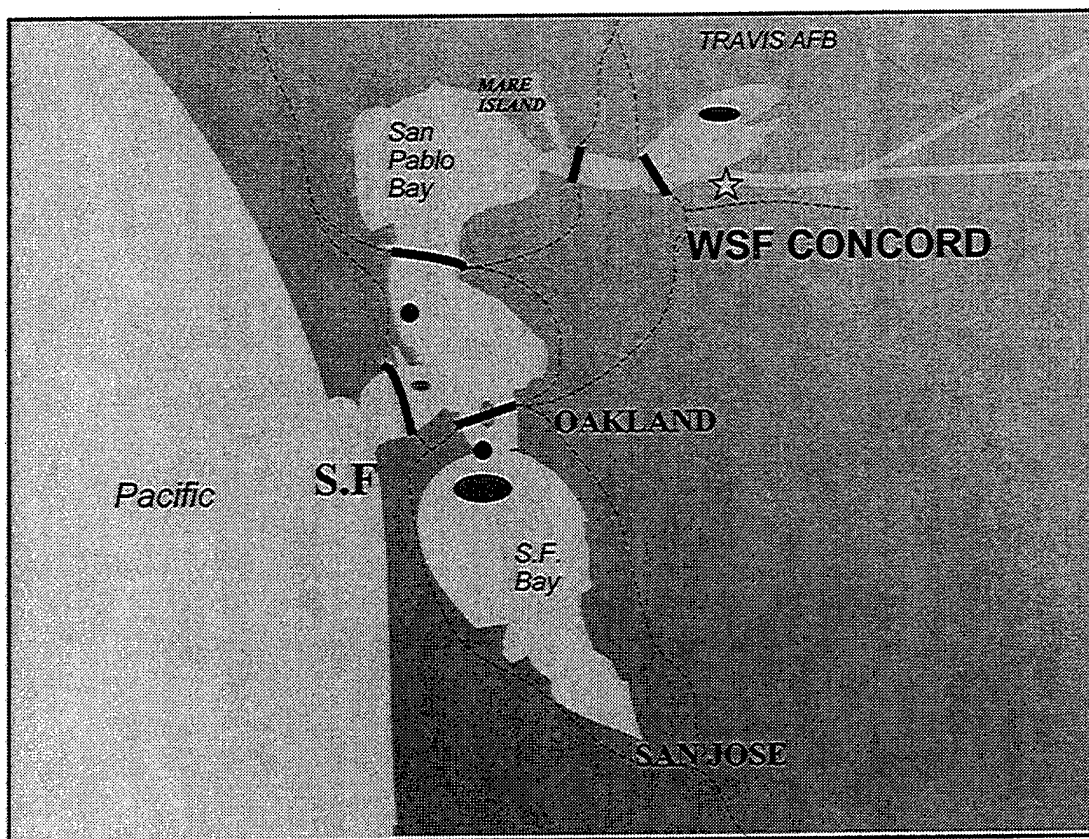 TRAVIS AFB
MARE
ISLAND
San
Pablo
Bay
WSF CONCORD
OAKLAND
S.F
Pacific
S.F.
Bay
SAN JOSE